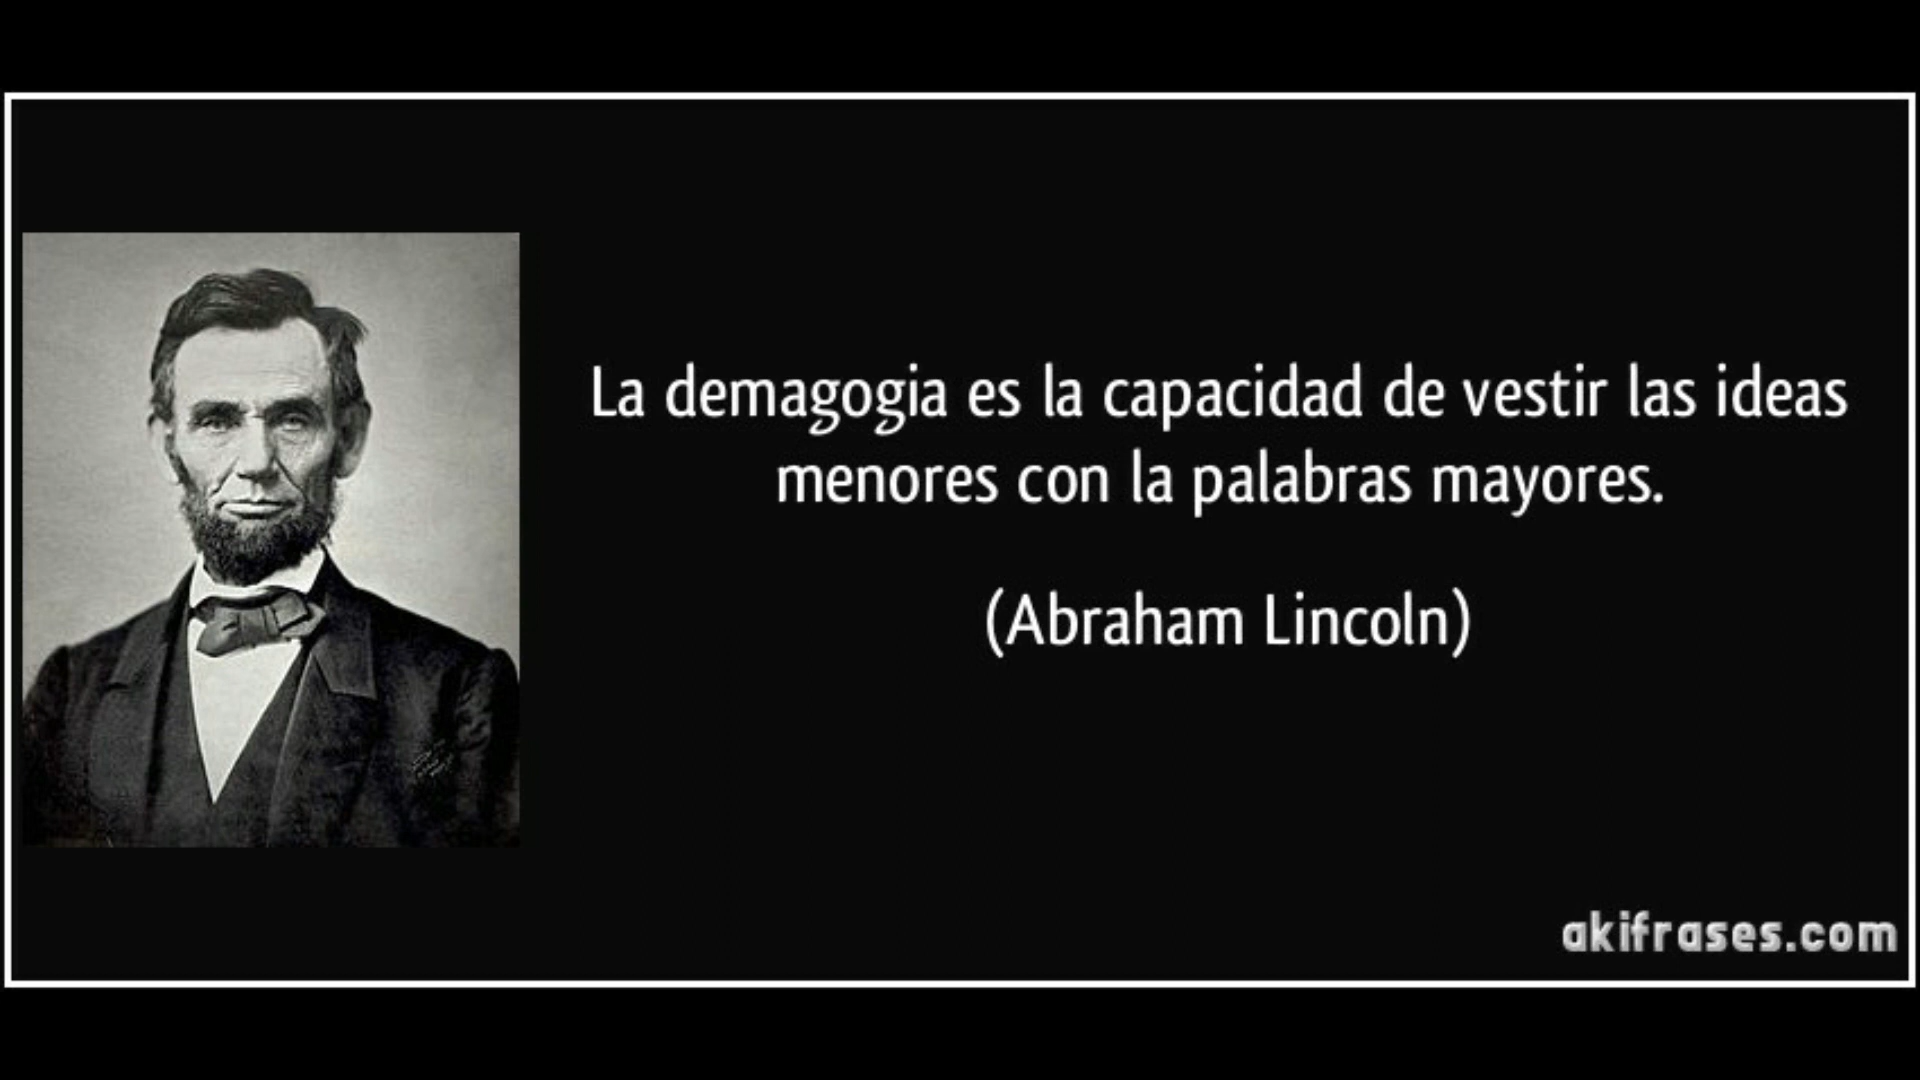 La demagogia es la capacidad de vestir las ideas
menores con la palabras mayores.
(Abraham Lincoln)
akifrases.com